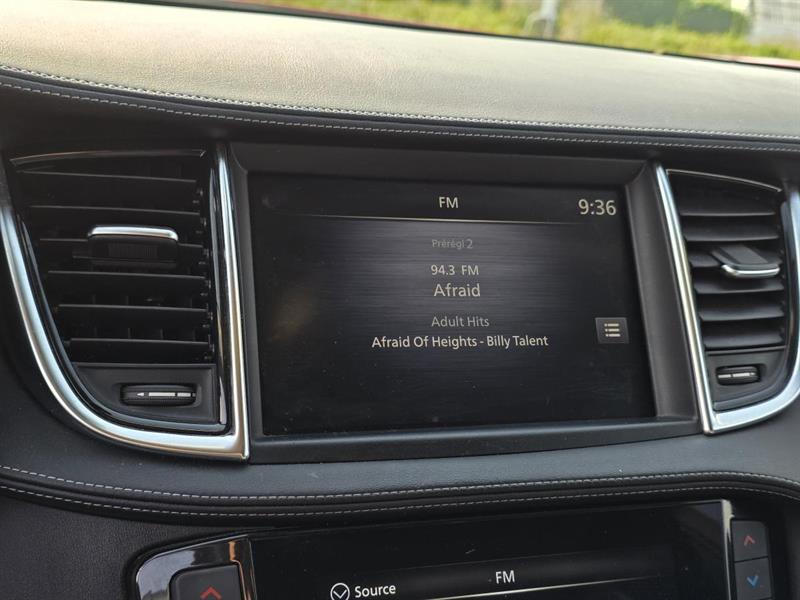 FM
9:36
Prérégl 2
94.3 FM
Afraid
Adult Hits
Afraid Of Heights - Billy Talent
FM
Source